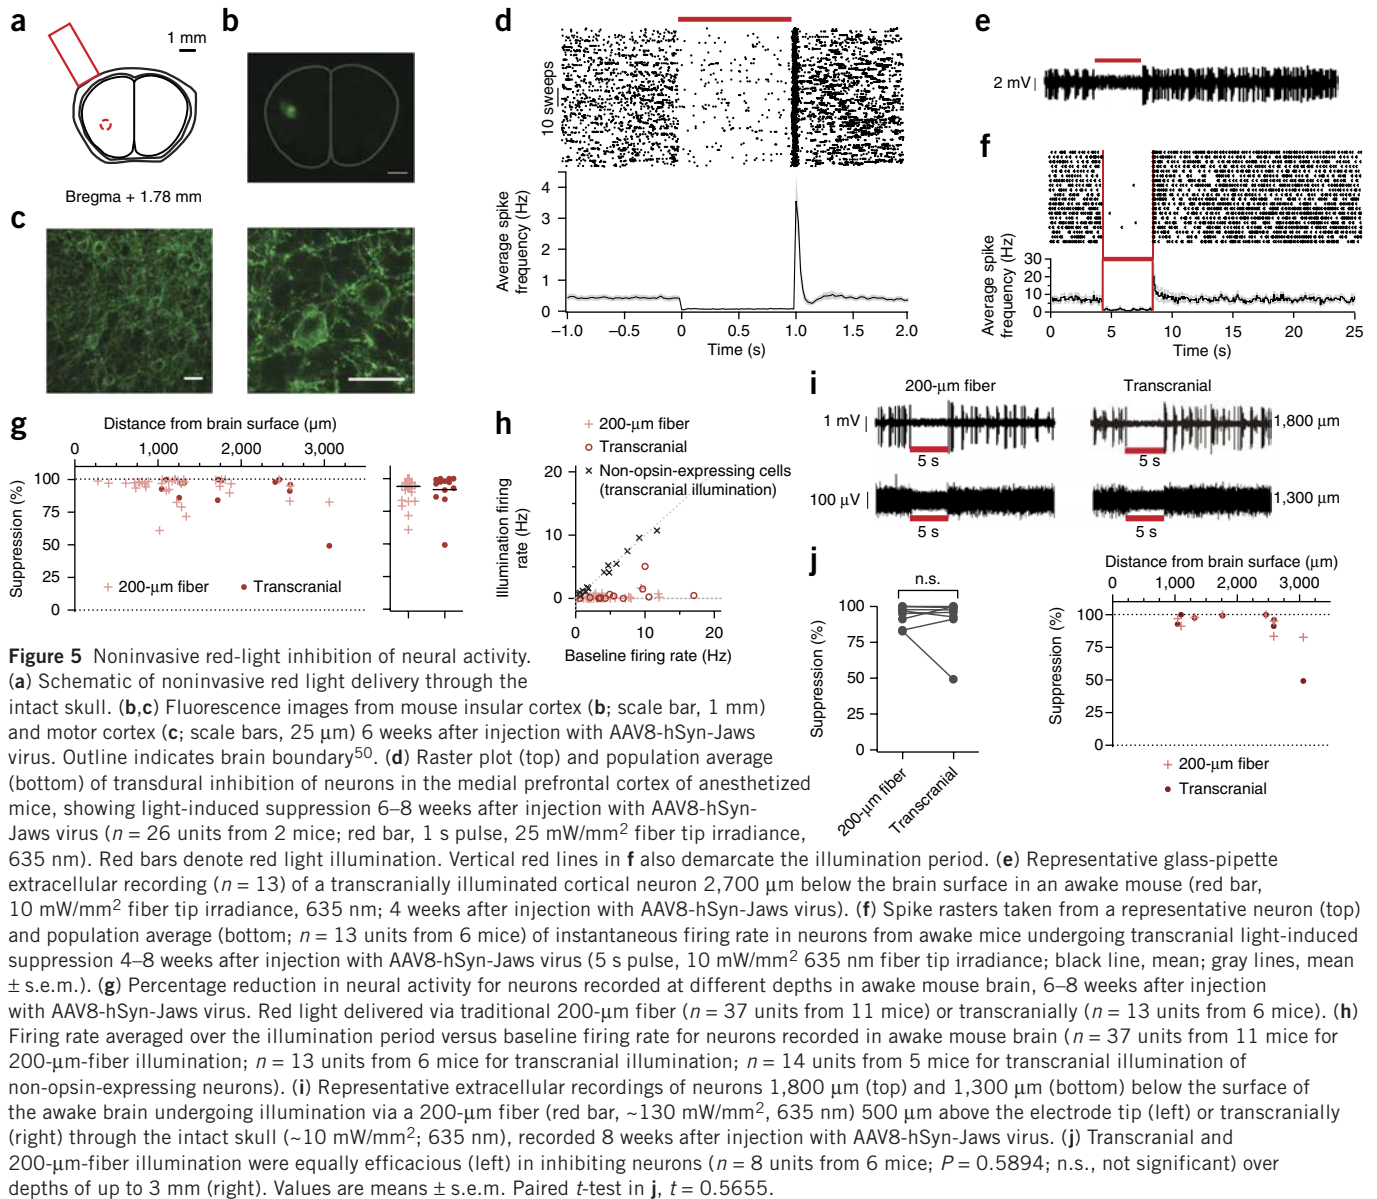 a
1 mm
Bregma + 1.78 mm
b
c
d
10 sweeps
Average spike
frequency (Hz)
4
3
2
1
0
–1.0 –0.5 0 0.5 1.0 1.5 2.0
Time (s)
e
2 mV
f
Average spike
frequency (Hz)
30
20
10
0
0 5 10 15 20 25
Time (s)
g
Distance from brain surface (µm)
0 1,000 2,000 3,000
Suppression (%)
100
75
50
25
0
200-µm fiber Transcranial
h
200-µm fiber
Transcranial
Non-opsin-expressing cells
(transcranial illumination)
Illumination firing
rate (Hz)
20
10
0
0 10 20
Baseline firing rate (Hz)
i
200-µm fiber Transcranial
1 mV 1,800 µm
5 s 5 s
100 µV 1,300 µm
5 s 5 s
j
n.s.
Suppression (%)
100
75
50
25
0
200-µm fiber
Transcranial
Distance from brain surface (µm)
0 1,000 2,000 3,000
Suppression (%)
100
75
50
25
0
200-µm fiber
Transcranial
Figure 5 Noninvasive red-light inhibition of neural activity.
(a) Schematic of noninvasive red light delivery through the
intact skull. (b,c) Fluorescence images from mouse insular cortex (b; scale bar, 1 mm)
and motor cortex (c; scale bars, 25 µm) 6 weeks after injection with AAV8-hSyn-Jaws
virus. Outline indicates brain boundary50. (d) Raster plot (top) and population average
(bottom) of transdural inhibition of neurons in the medial prefrontal cortex of anesthetized
mice, showing light-induced suppression 6–8 weeks after injection with AAV8-hSyn-
Jaws virus (n = 26 units from 2 mice; red bar, 1 s pulse, 25 mW/mm2 fiber tip irradiance,
635 nm). Red bars denote red light illumination. Vertical red lines in f also demarcate the illumination period. (e) Representative glass-pipette
extracellular recording (n = 13) of a transcranially illuminated cortical neuron 2,700 µm below the brain surface in an awake mouse (red bar,
10 mW/mm2 fiber tip irradiance, 635 nm; 4 weeks after injection with AAV8-hSyn-Jaws virus). (f) Spike rasters taken from a representative neuron (top)
and population average (bottom; n = 13 units from 6 mice) of instantaneous firing rate in neurons from awake mice undergoing transcranial light-induced
suppression 4–8 weeks after injection with AAV8-hSyn-Jaws virus (5 s pulse, 10 mW/mm2 635 nm fiber tip irradiance; black line, mean; gray lines, mean
± s.e.m.). (g) Percentage reduction in neural activity for neurons recorded at different depths in awake mouse brain, 6–8 weeks after injection
with AAV8-hSyn-Jaws virus. Red light delivered via traditional 200-µm fiber (n = 37 units from 11 mice) or transcranially (n = 13 units from 6 mice). (h)
Firing rate averaged over the illumination period versus baseline firing rate for neurons recorded in awake mouse brain (n = 37 units from 11 mice for
200-µm-fiber illumination; n = 13 units from 6 mice for transcranial illumination; n = 14 units from 5 mice for transcranial illumination of
non-opsin-expressing neurons). (i) Representative extracellular recordings of neurons 1,800 µm (top) and 1,300 µm (bottom) below the surface of
the awake brain undergoing illumination via a 200-µm fiber (red bar, ~130 mW/mm2, 635 nm) 500 µm above the electrode tip (left) or transcranially
(right) through the intact skull (~10 mW/mm2; 635 nm), recorded 8 weeks after injection with AAV8-hSyn-Jaws virus. (j) Transcranial and
200-µm-fiber illumination were equally efficacious (left) in inhibiting neurons (n = 8 units from 6 mice; P = 0.5894; n.s., not significant) over
depths of up to 3 mm (right). Values are means ± s.e.m. Paired t-test in j, t = 0.5655.